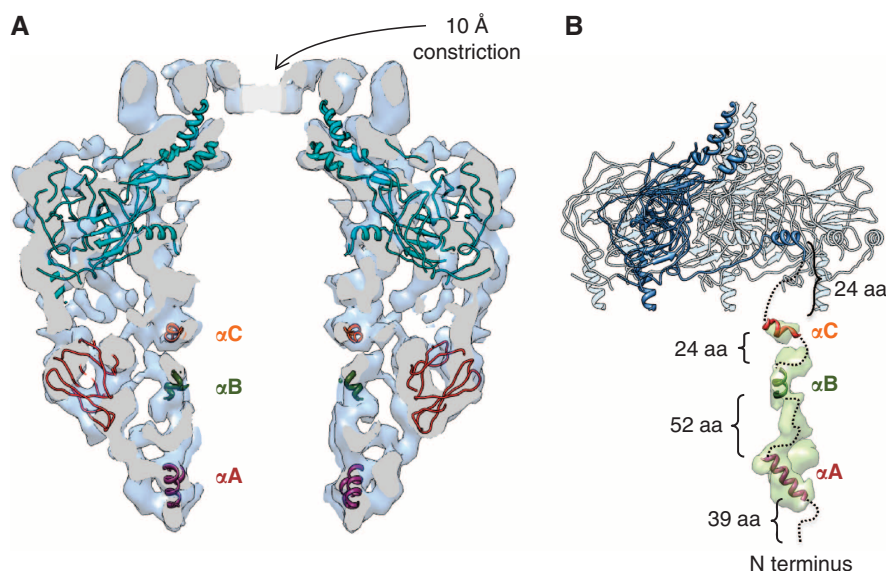 A
10 Å
constriction
αC
αB
αA
B
24 aa
αC
24 aa
αB
52 aa
αA
39 aa
N terminus